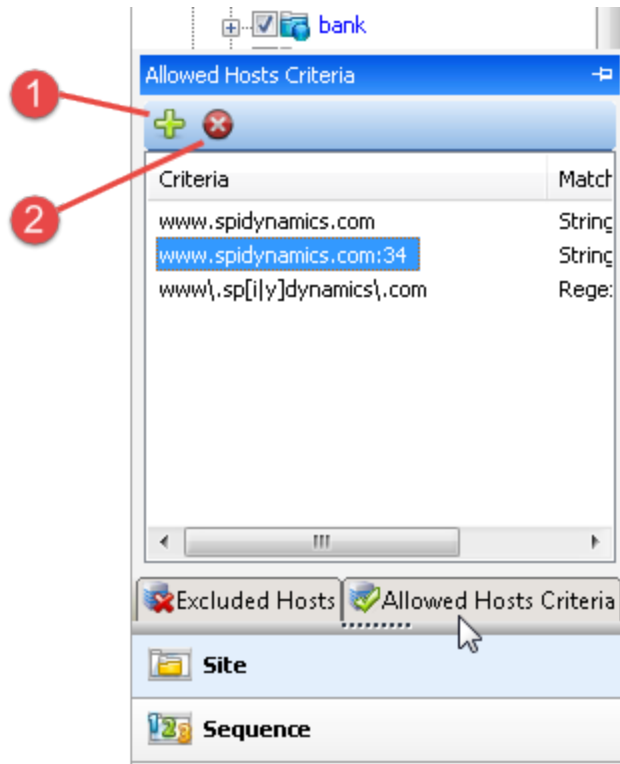 bank
Allowed Hosts Criteria
1
Criteria Match
2
www.spidynamics.com String
www.spidynamics.com:34 String
www\.sp[i|y]dynamics\.com Rege
Excluded Hosts Allowed Hosts Criteria
Site
123 Sequence